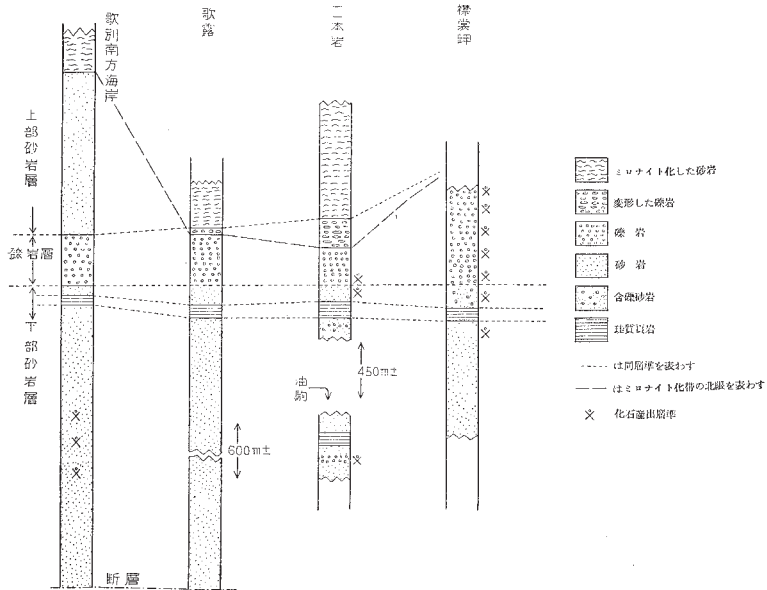 歌別南方海岸
歌露
二本岩
襟裳岬
上部砂岩層
礫岩層
下部砂岩層
断層
600m±
油駒
450m±
ミロナイト化した砂岩
変形した礫岩
礫 岩
砂 岩
含礫砂岩
珪質頁岩
は同層準を表わす
はミロナイト化帯の北限を表わす
化石産出層準